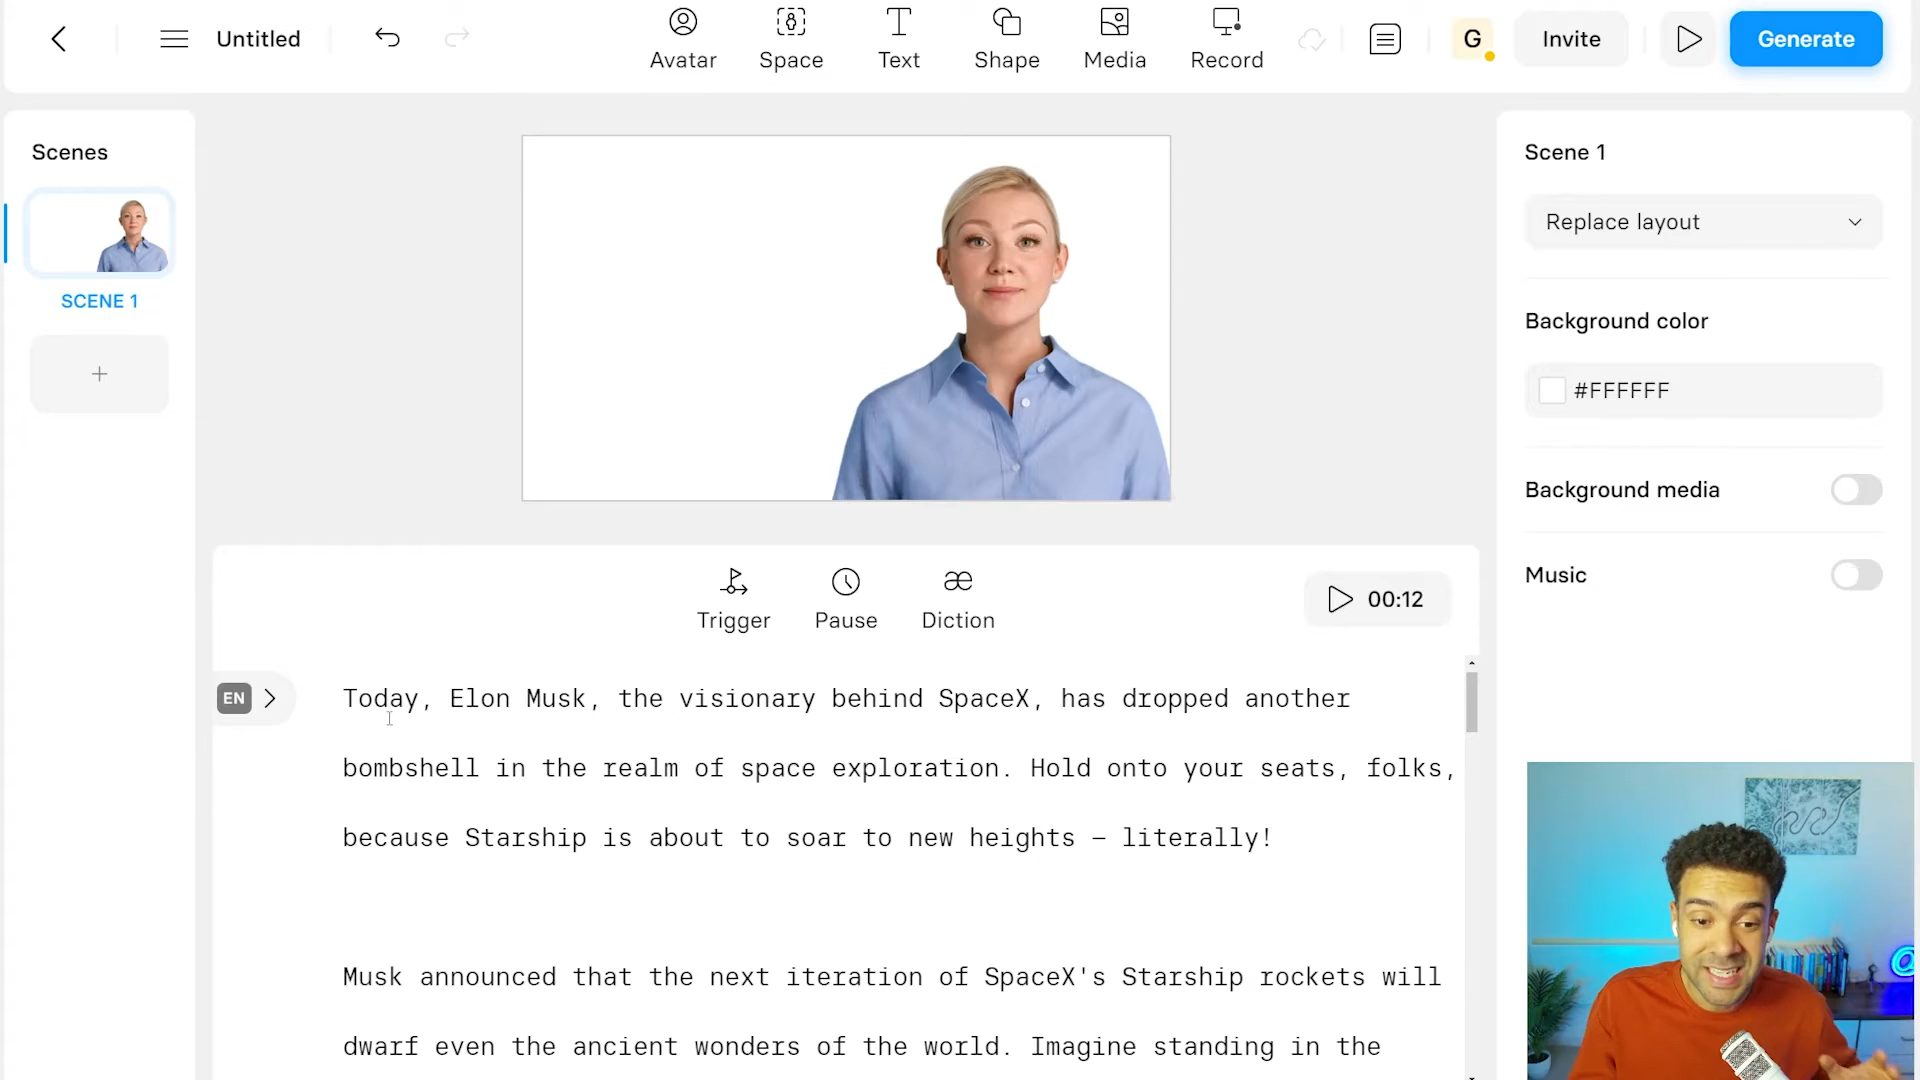 Untitled
Avatar
Space
Text
Shape
Media
Record
G
Invite
Generate
Scenes
SCENE 1
Scene 1
Replace layout
Background color
#FFFFFF
Background media
Music
Trigger
Pause
æ
Diction
00:12
EN
Today, Elon Musk, the visionary behind SpaceX, has dropped another
bombshell in the realm of space exploration. Hold onto your seats, folks,
because Starship is about to soar to new heights – literally!
Musk announced that the next iteration of SpaceX's Starship rockets will
dwarf even the ancient wonders of the world. Imagine standing in the